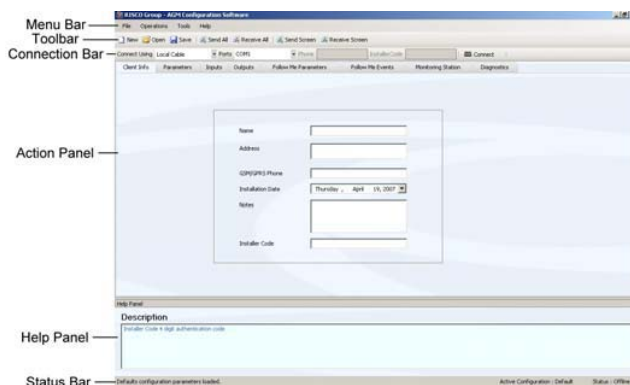 RISCO Group - AGM Configuration Software
Menu Bar
File Operations Tools Help
Toolbar
New Open Save Send All Receive All Send Screen Receive Screen
Connection Bar
Connect Using Local Cable Ports COM1 Phone Installer Code Connect
Client Info Parameters Inputs Outputs Follow Me Parameters Follow Me Events Monitoring Station Diagnostics
Action Panel
Name
Address
GSM/GPRS Phone
Installation Date Thursday , April 19, 2007
Notes
Installer Code
Help Panel
Description
Help Panel
Installer Code 4 digit authentication code
Status Bar
Defaults configuration parameters loaded. Active Configuration : Default Status : Offline